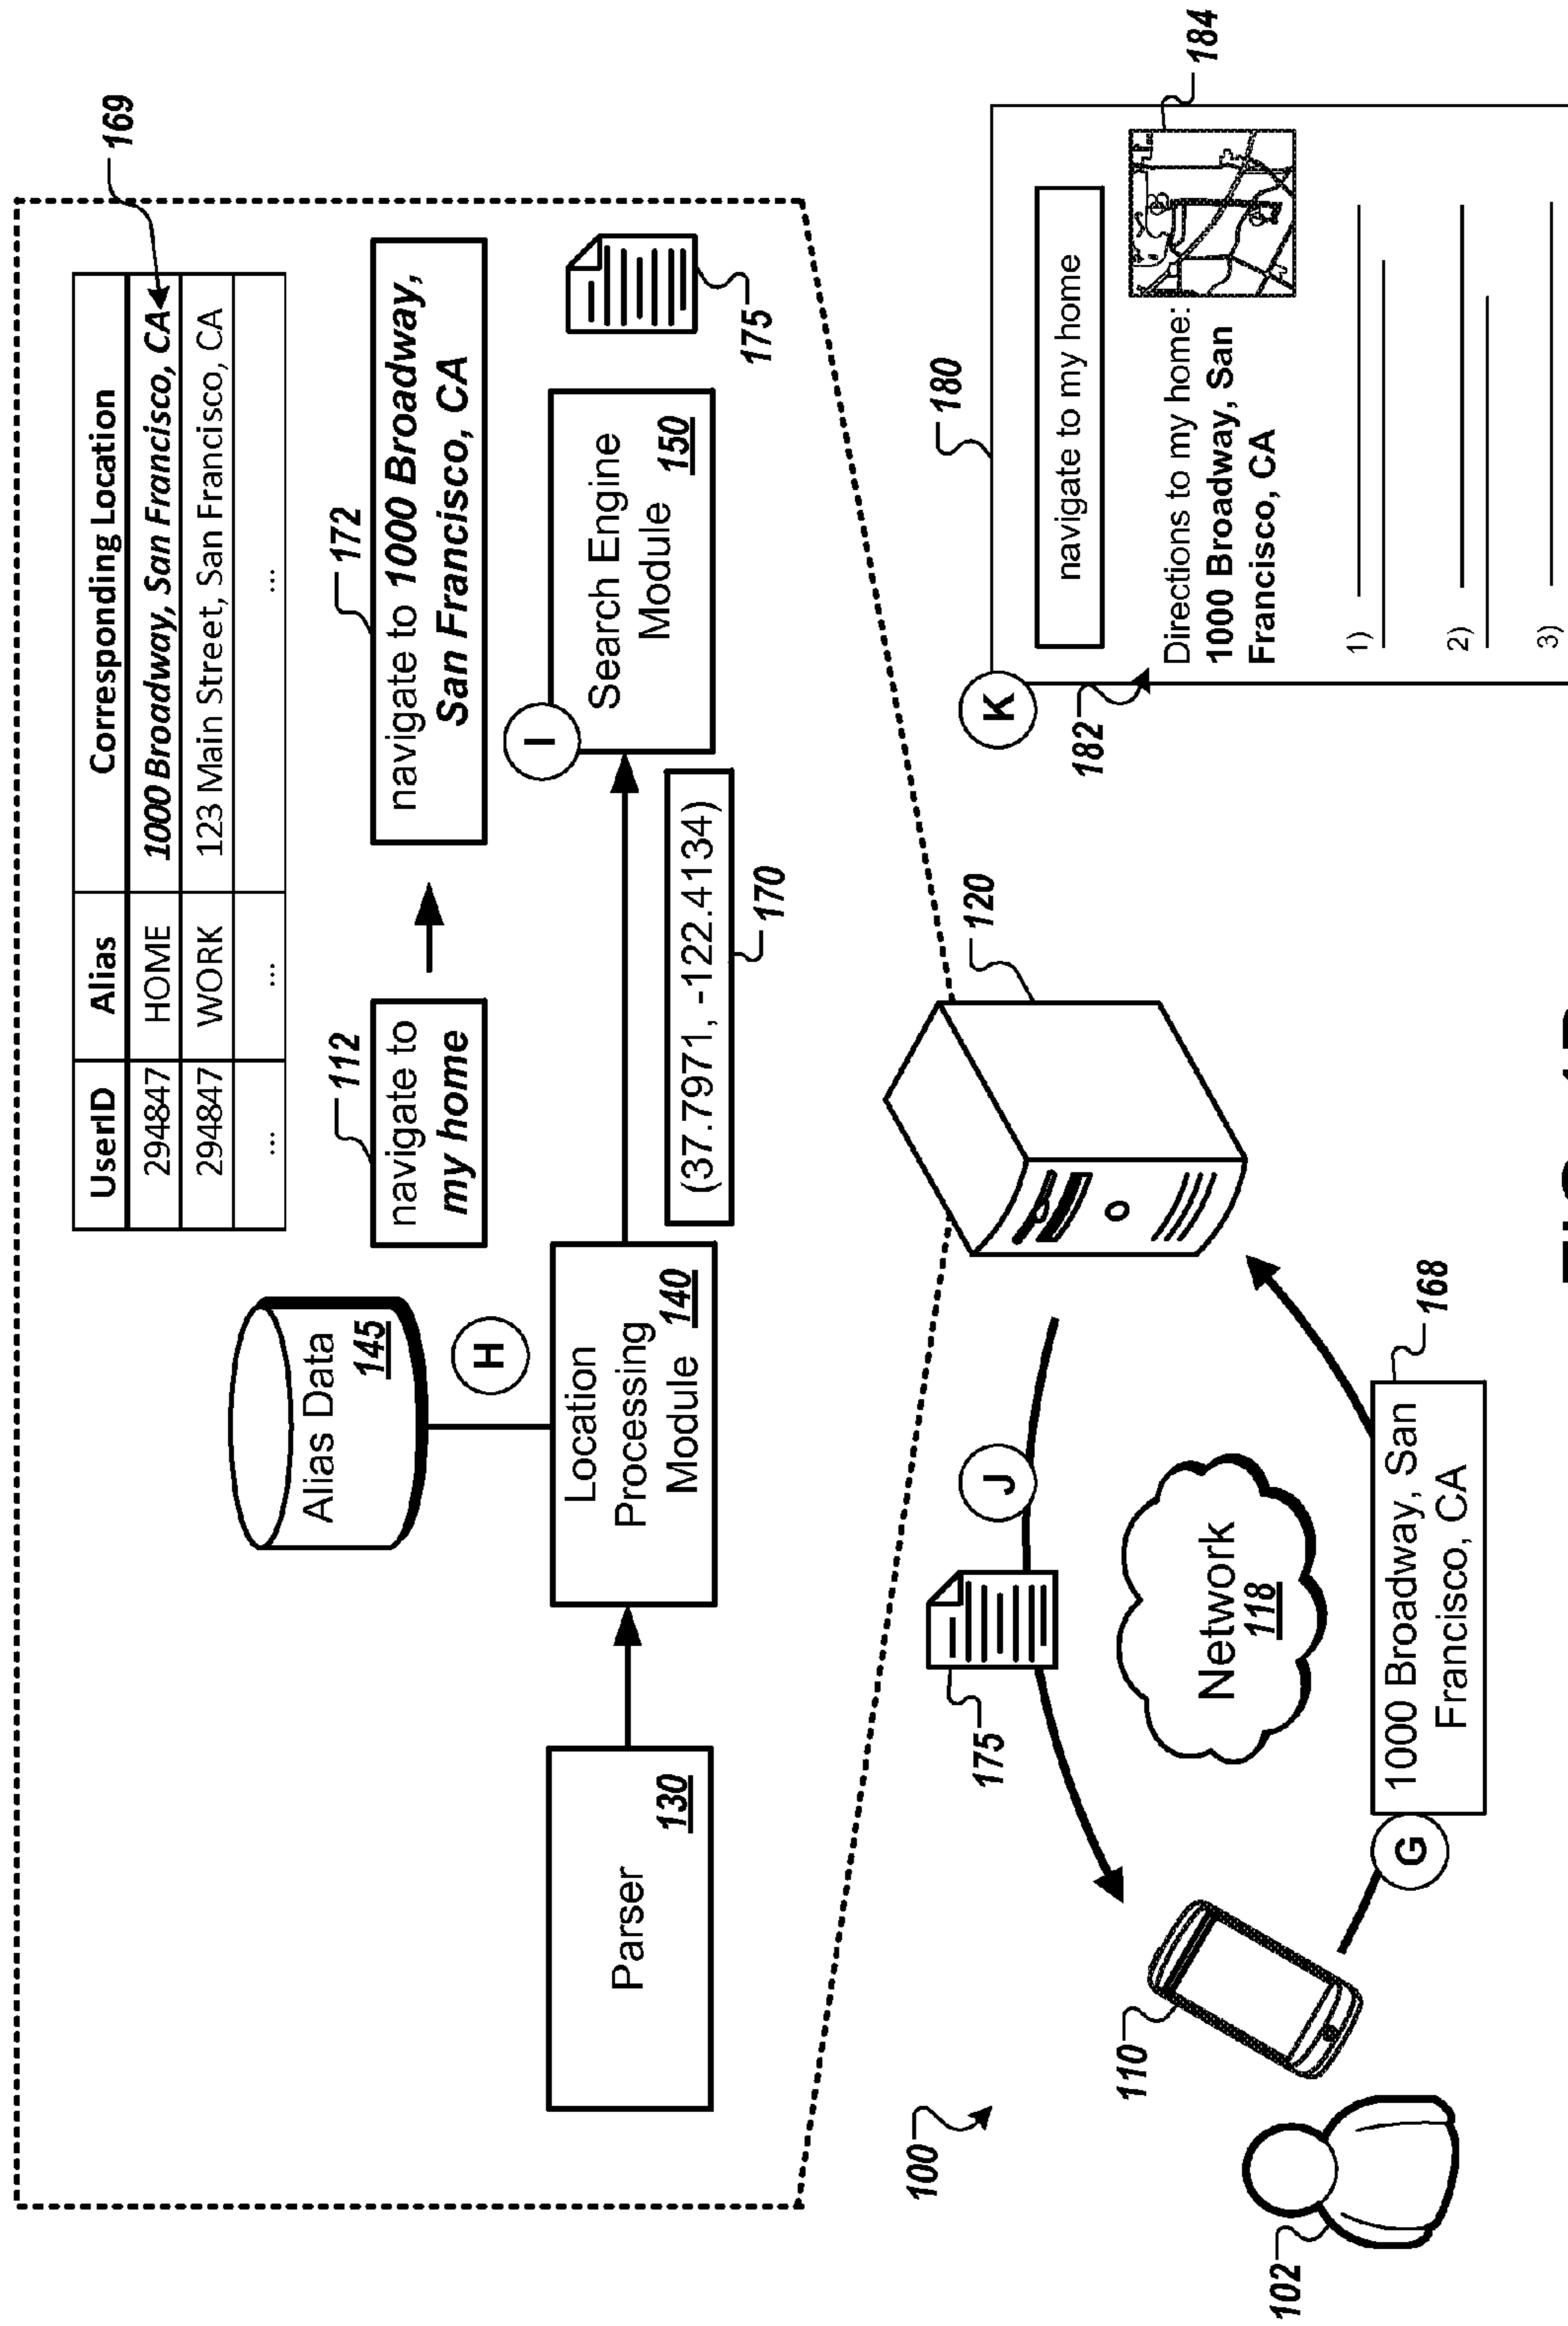 169
UserID Alias Corresponding Location
294847 HOME 1000 Broadway, San Francisco, CA
294847 WORK 123 Main Street, San Francisco, CA
... ... ...
Alias Data
145
112
navigate to
my home
172
navigate to 1000 Broadway,
San Francisco, CA
H
I
Parser
130
Location
Processing
Module 140
Search Engine
Module 150
(37.7971, -122.4134)
170
175
100
120
180
184
K
navigate to my home
182
Directions to my home:
1000 Broadway, San
Francisco, CA
1)
2)
3)
J
175
110
102
Network
118
G
1000 Broadway, San
Francisco, CA
168